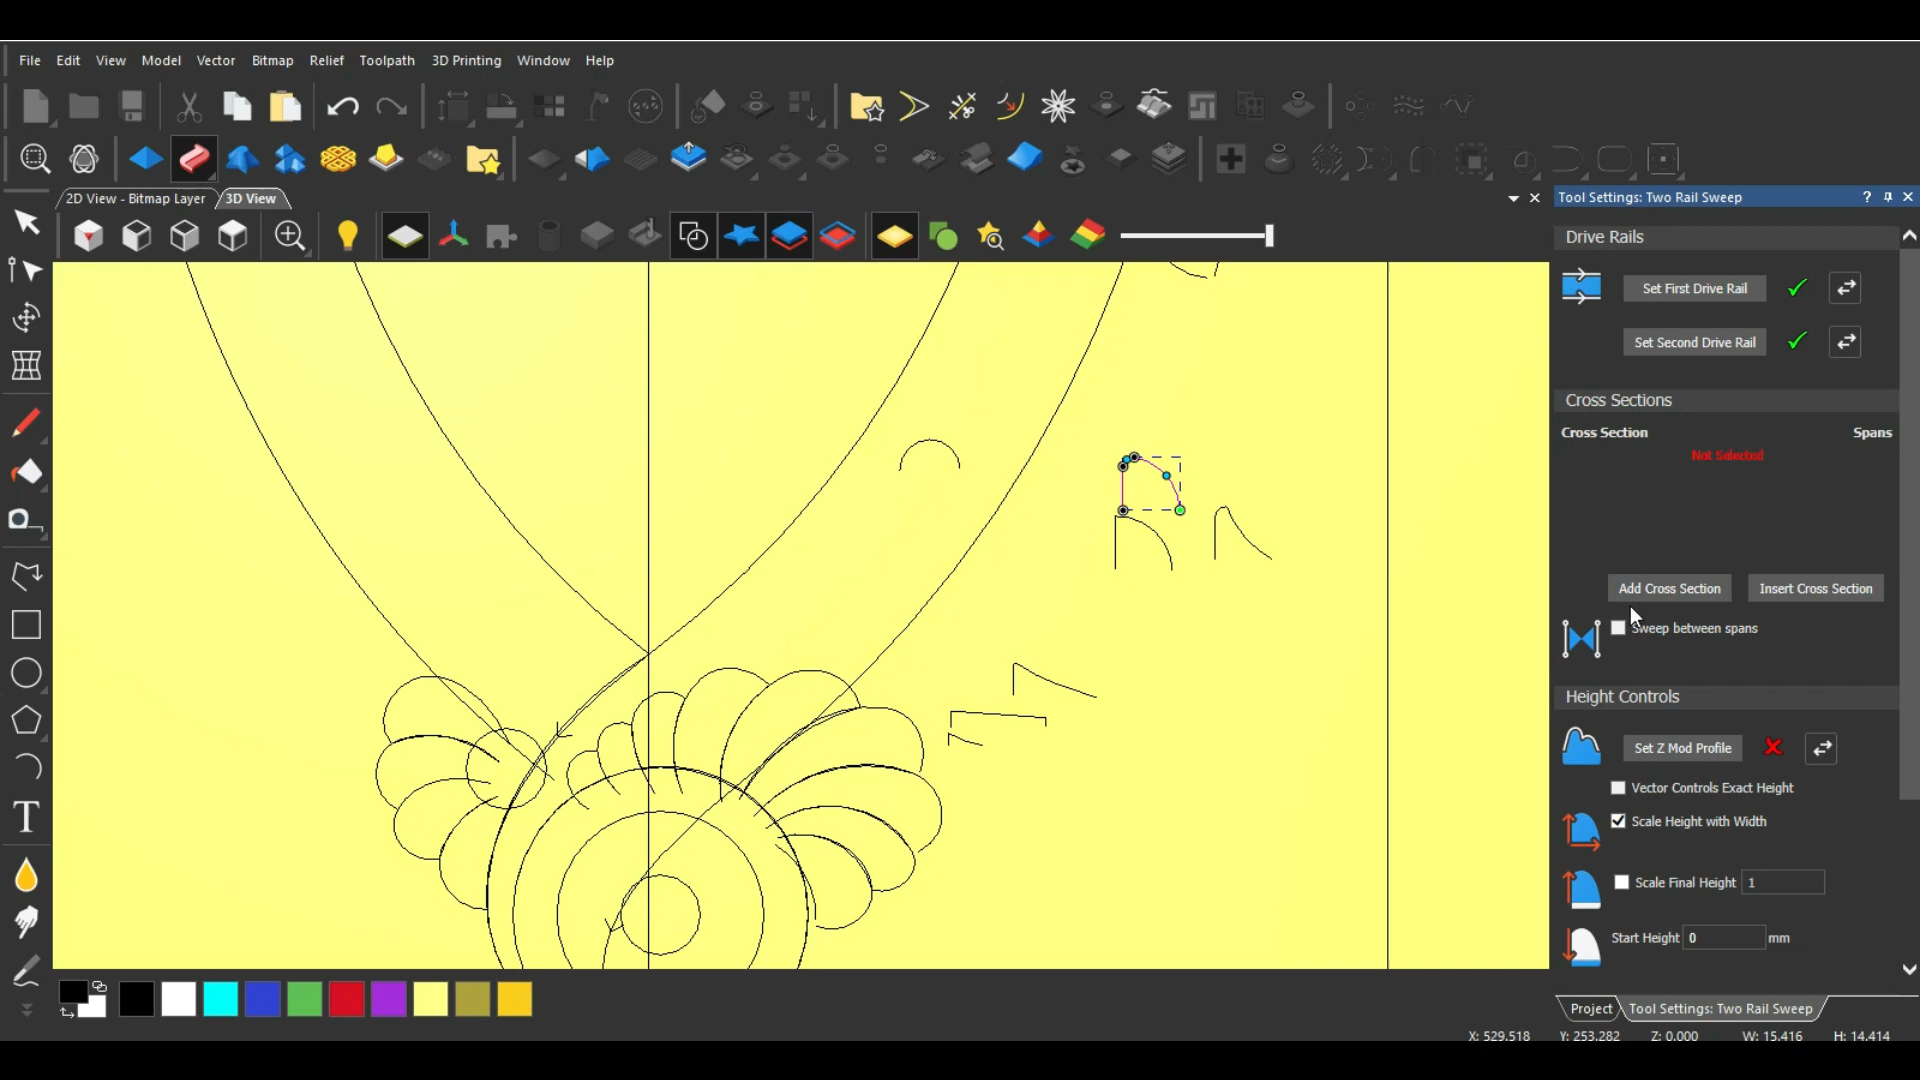 File Edit View Model Vector Bitmap Relief Toolpath 3D Printing Window Help
2D View - Bitmap Layer 3D View
Tool Settings: Two Rail Sweep ?
Drive Rails
Set First Drive Rail
Set Second Drive Rail
Cross Sections
Cross Section Spans
Not Selected
Add Cross Section Insert Cross Section
Sweep between spans
Height Controls
Set Z Mod Profile
Vector Controls Exact Height
Scale Height with Width
Scale Final Height 1
Start Height 0 mm
T
Project Tool Settings: Two Rail Sweep
X: 529.518 Y: 253.282 Z: 0.000 W: 15.416 H: 14.414